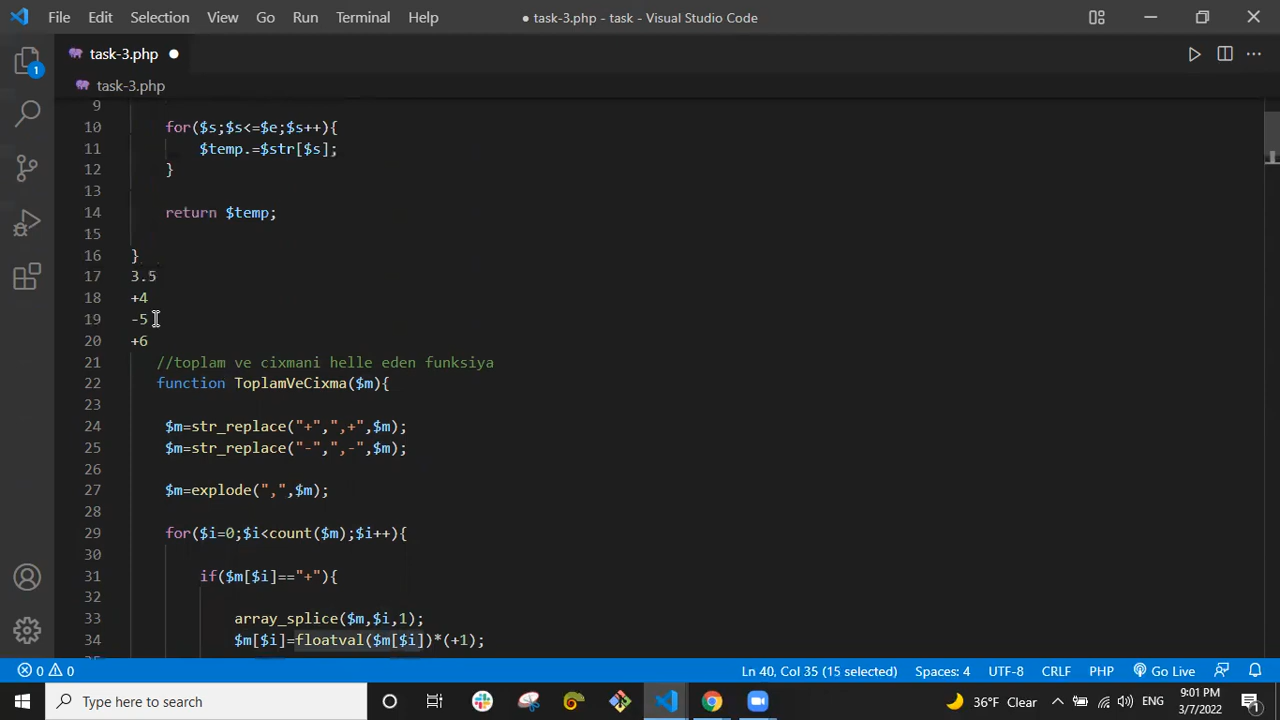 File Edit Selection View Go Run Terminal Help
● task-3.php - task - Visual Studio Code
task-3.php
1
task-3.php
9
10 for($s;$s<=$e;$s++){
11 $temp.=$str[$s];
12 }
13
14 return $temp;
15
16 }
17 3.5
18 +4
19 -5
20 +6
21 //toplam ve cixmani helle eden funksiya
22 function ToplamVeCixma($m){
23
24 $m=str_replace("+",",+",$m);
25 $m=str_replace("-",",-",$m);
26
27 $m=explode(",",$m);
28
29 for($i=0;$i<count($m);$i++){
30
31 if($m[$i]=="+"){
32
33 array_splice($m,$i,1);
34 $m[$i]=floatval($m[$i])*(+1);
0 0 Ln 40, Col 35 (15 selected) Spaces: 4 UTF-8 CRLF PHP Go Live
Type here to search 36°F Clear ENG 9:01 PM 3/7/2022 1